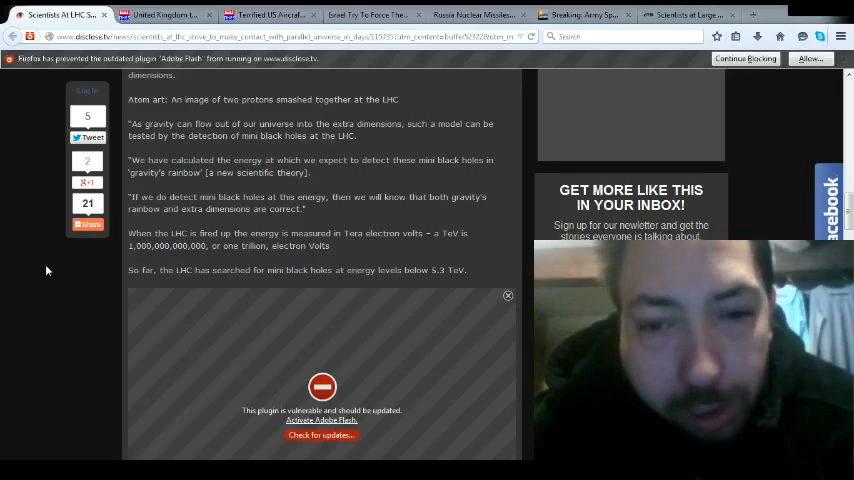 Scientists At LHC S...
United Kingdom t...
Terrified US Aircraf...
Israel Try To Force The...
Russia Nuclear Missiles...
Breaking: Army Sp...
Scientists at Large ...
www.disclose.tv/news/scientists_at_lhc_strive_to_make_contact_with_parallel_universe_in_days/115735?utm_content=buffer52322&utm_m
Search
Firefox has prevented the outdated plugin "Adobe Flash" from running on www.disclose.tv.
Continue Blocking
Allow...
dimensions.
Log in
Atom art: An image of two protons smashed together at the LHC
5
Tweet
"As gravity can flow out of our universe into the extra dimensions, such a model can be
tested by the detection of mini black holes at the LHC.
2
+1
"We have calculated the energy at which we expect to detect these mini black holes in
'gravity's rainbow' [a new scientific theory].
21
Share
"If we do detect mini black holes at this energy, then we will know that both gravity's
rainbow and extra dimensions are correct."
When the LHC is fired up the energy is measured in Tera electron volts – a TeV is
1,000,000,000,000, or one trillion, electron Volts
So far, the LHC has searched for mini black holes at energy levels below 5.3 TeV.
This plugin is vulnerable and should be updated.
Activate Adobe Flash.
Check for updates...
GET MORE LIKE THIS
IN YOUR INBOX!
Sign up for our newletter and get the
stories everyone is talking about.
facebook